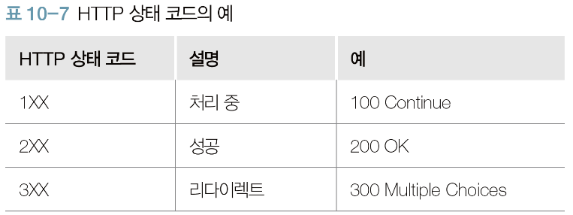 표 10-7 HTTP 상태 코드의 예
HTTP 상태 코드 설명 예
1XX 처리 중 100 Continue
2XX 성공 200 OK
3XX 리다이렉트 300 Multiple Choices